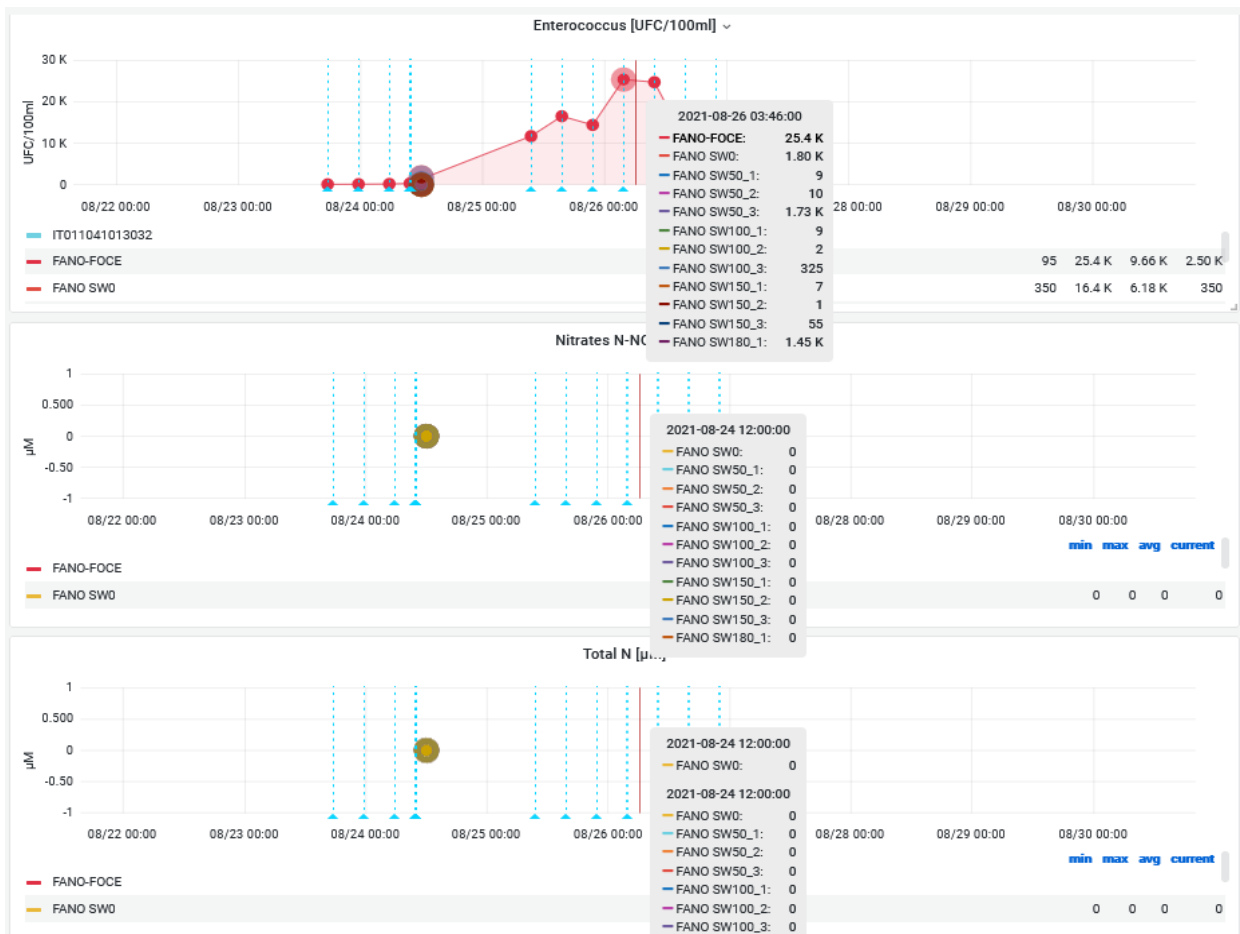 Enterococcus [UFC/100ml]
30 K
20 K
10 K
0
UFC/100ml
08/22 00:00 08/23 00:00 08/24 00:00 08/25 00:00 08/26 00:00 28 00:00 08/29 00:00 08/30 00:00
2021-08-26 03:46:00
FANO-FOCE: 25.4 K
FANO SW0: 1.80 K
FANO SW50_1: 9
FANO SW50_2: 10
FANO SW50_3: 1.73 K
FANO SW100_1: 9
FANO SW100_2: 2
FANO SW100_3: 325
FANO SW150_1: 7
FANO SW150_2: 1
FANO SW150_3: 55
FANO SW180_1: 1.45 K
IT011041013032
FANO-FOCE 95 25.4 K 9.66 K 2.50 K
FANO SW0 350 16.4 K 6.18 K 350
Nitrates N-NO
1
0.500
0
-0.50
-1
µM
08/22 00:00 08/23 00:00 08/24 00:00 08/25 00:00 08/26 00:00 08/28 00:00 08/29 00:00 08/30 00:00
2021-08-24 12:00:00
FANO SW0: 0
FANO SW50_1: 0
FANO SW50_2: 0
FANO SW50_3: 0
FANO SW100_1: 0
FANO SW100_2: 0
FANO SW100_3: 0
FANO SW150_1: 0
FANO SW150_2: 0
FANO SW150_3: 0
FANO SW180_1: 0
min max avg current
FANO-FOCE
FANO SW0 0 0 0 0
Total N [µM]
1
0.500
0
-0.50
-1
µM
08/22 00:00 08/23 00:00 08/24 00:00 08/25 00:00 08/26 00:00 08/28 00:00 08/29 00:00 08/30 00:00
2021-08-24 12:00:00
FANO SW0: 0
2021-08-24 12:00:00
FANO SW0: 0
FANO SW50_1: 0
FANO SW50_2: 0
FANO SW50_3: 0
FANO SW100_1: 0
FANO SW100_2: 0
FANO SW100_3: 0
min max avg current
FANO-FOCE
FANO SW0 0 0 0 0